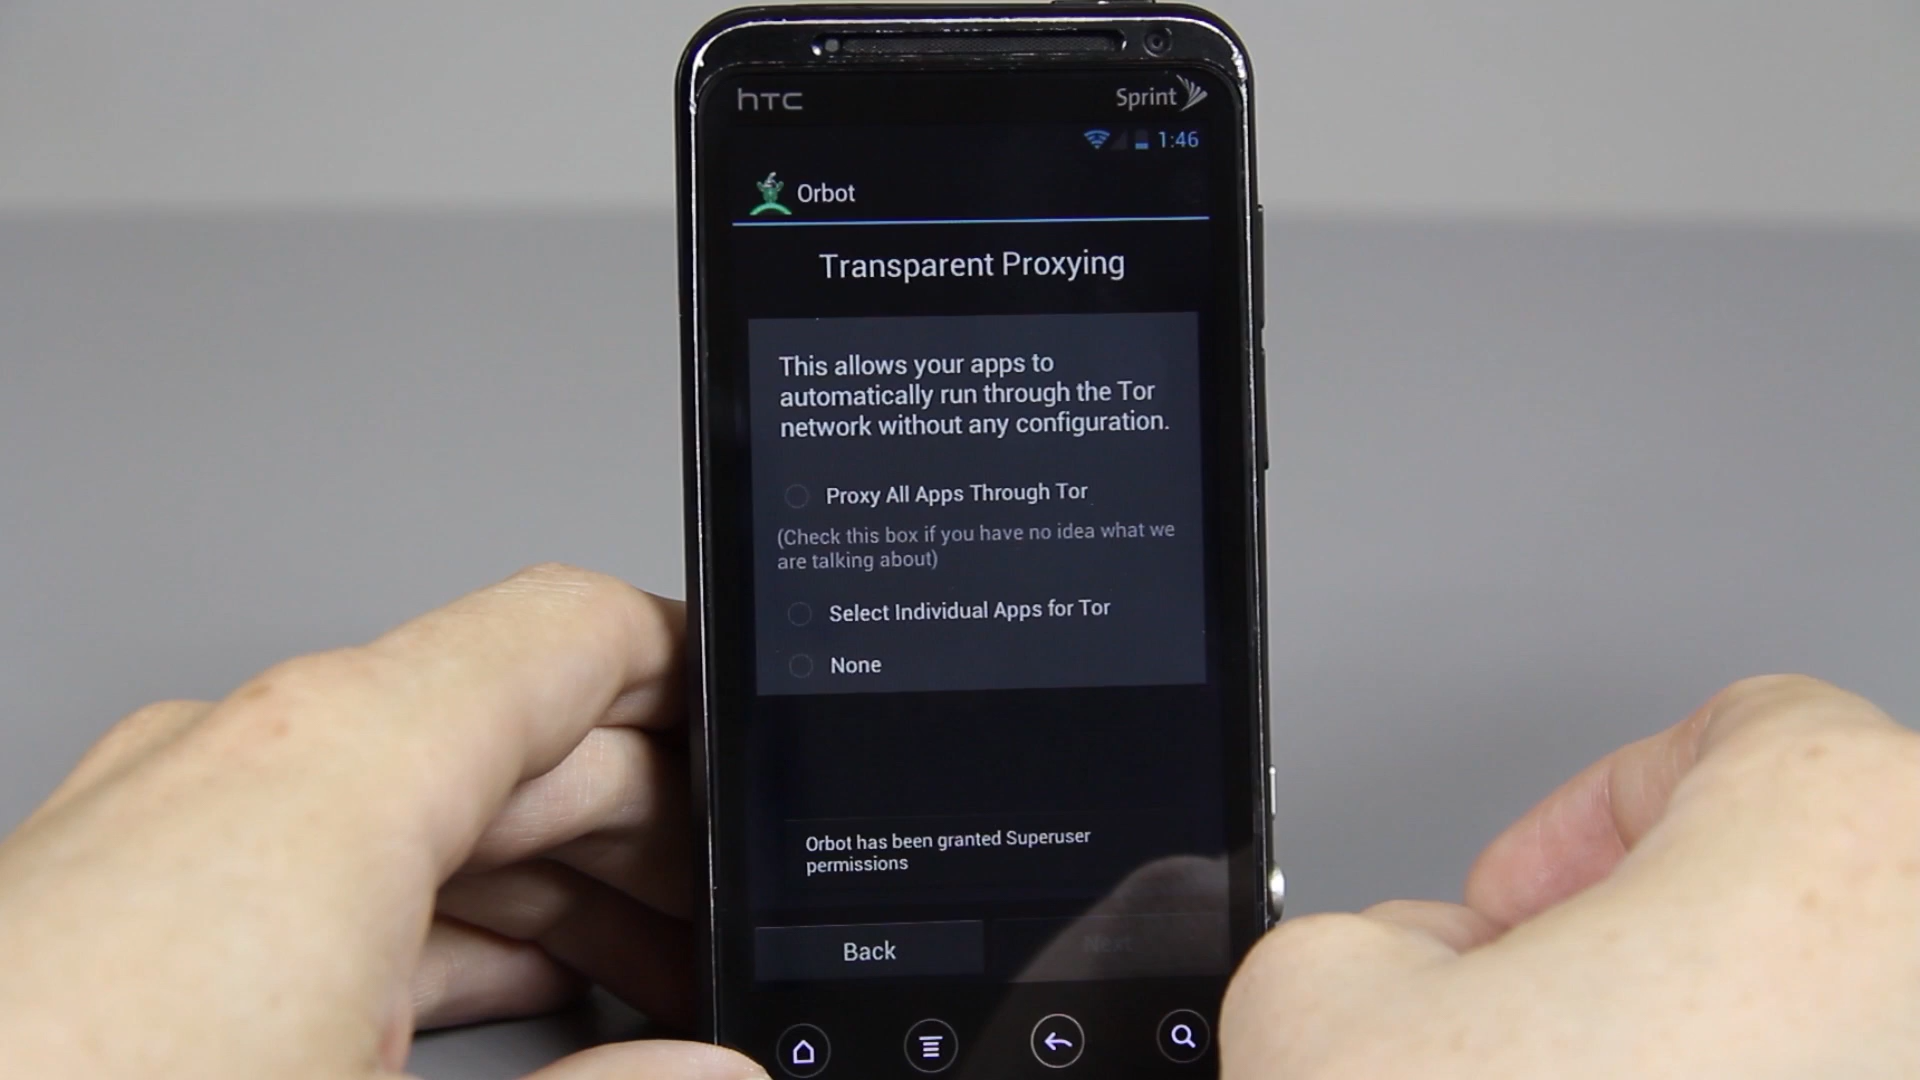 hTC
Sprint
1:46
Orbot
Transparent Proxying
This allows your apps to
automatically run through the Tor
network without any configuration.
Proxy All Apps Through Tor
(Check this box if you have no idea what we
are talking about)
Select Individual Apps for Tor
None
Orbot has been granted Superuser
permissions
Back
Next